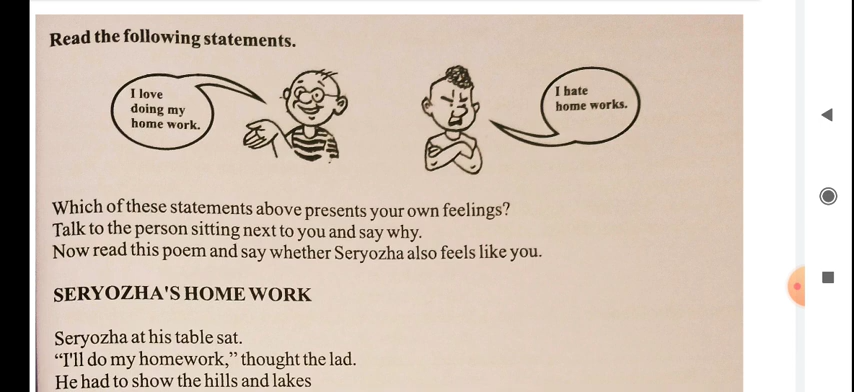 Read the following statements.
I love
doing my
home work.
I hate
home works.
Which of these statements above presents your own feelings?
Talk to the person sitting next to you and say why.
Now read this poem and say whether Seryozha also feels like you.
SERYOZHA'S HOME WORK
Seryozha at his table sat.
“I'll do my homework,” thought the lad.
He had to show the hills and lakes